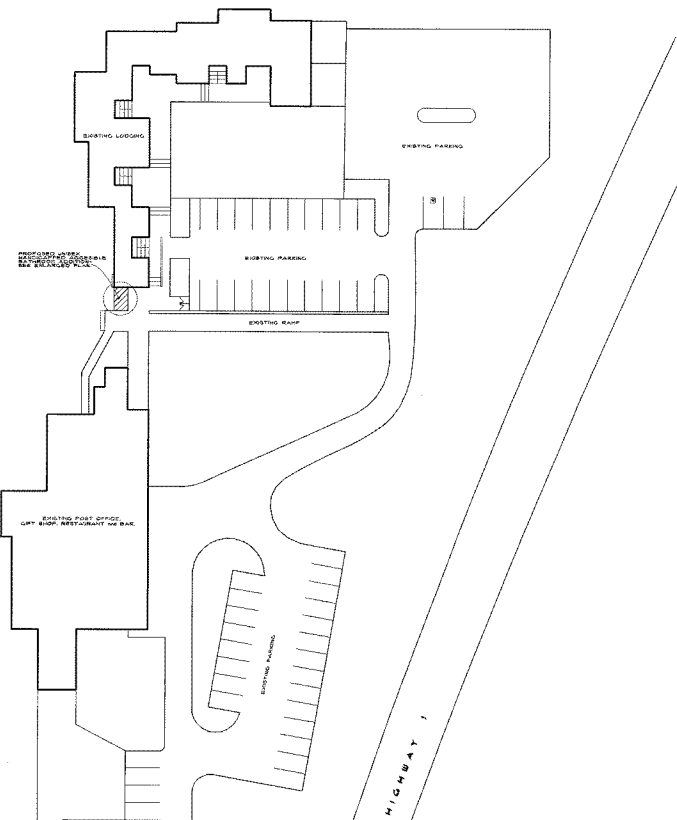 EXISTING LODGING
EXISTING PARKING
PROPOSED UNISEX
HANDICAPPED ACCESSIBLE
BATHROOM ADDITION-
SEE ENLARGED PLAN
EXISTING PARKING
EXISTING RAMP
EXISTING POST OFFICE,
GIFT SHOP, RESTAURANT AND BAR.
EXISTING PARKING
HIGHWAY 1